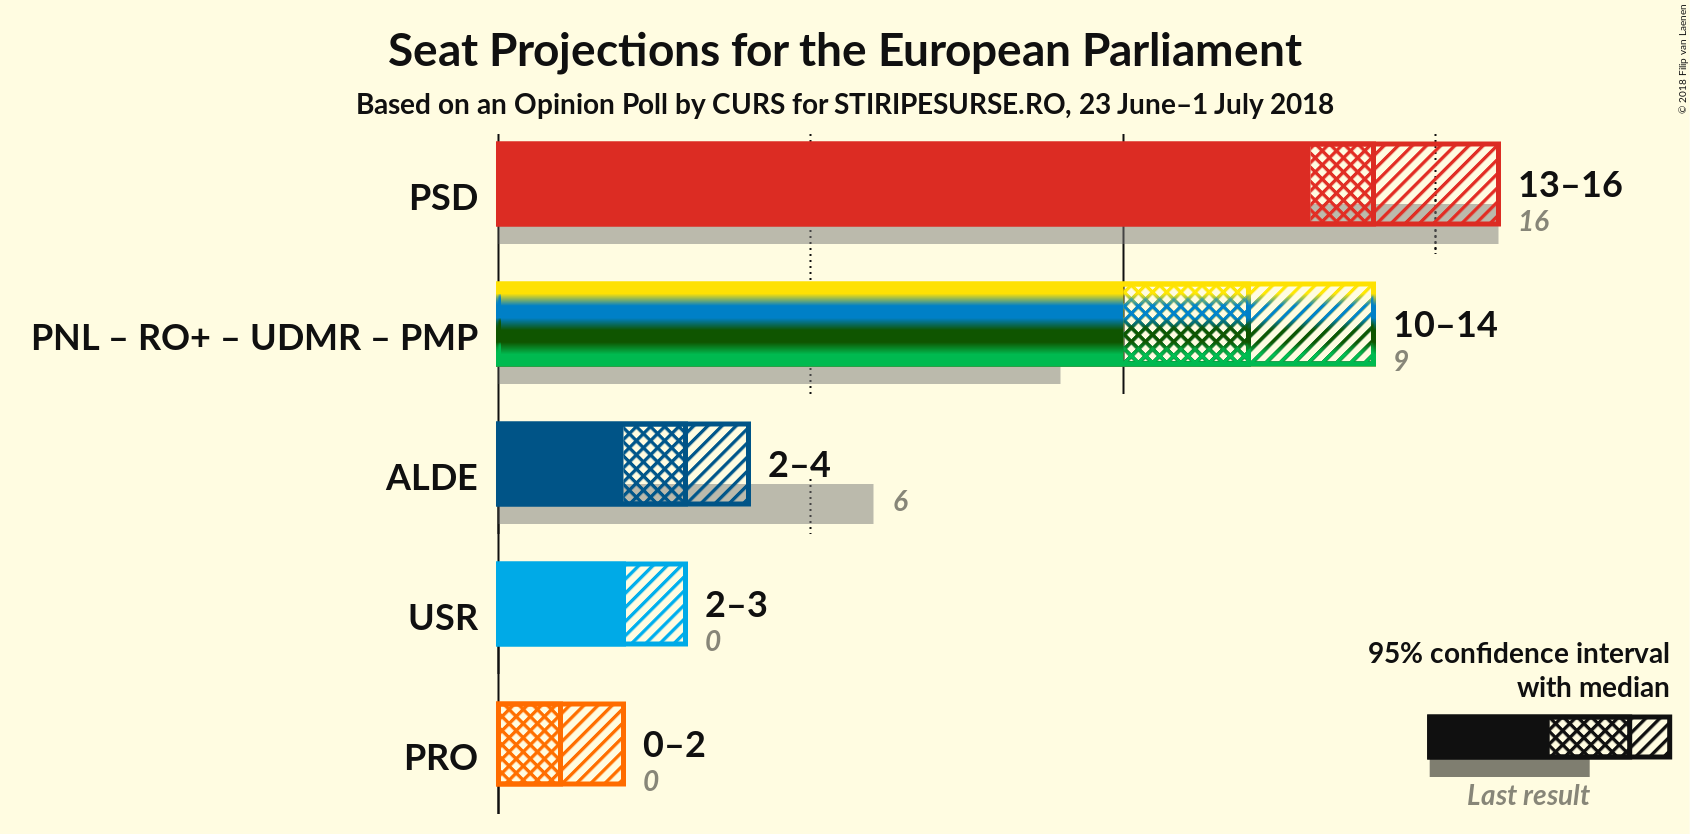 Seat Projections for the European Parliament
Based on an Opinion Poll by CURS for STIRIPESURSE.RO, 23 June–1 July 2018
© 2018 Filip van Laenen
PSD
13–16
16
PNL – RO+ – UDMR – PMP
10–14
9
ALDE
2–4
6
USR
2–3
0
PRO
0–2
0
95% confidence interval
with median
Last result